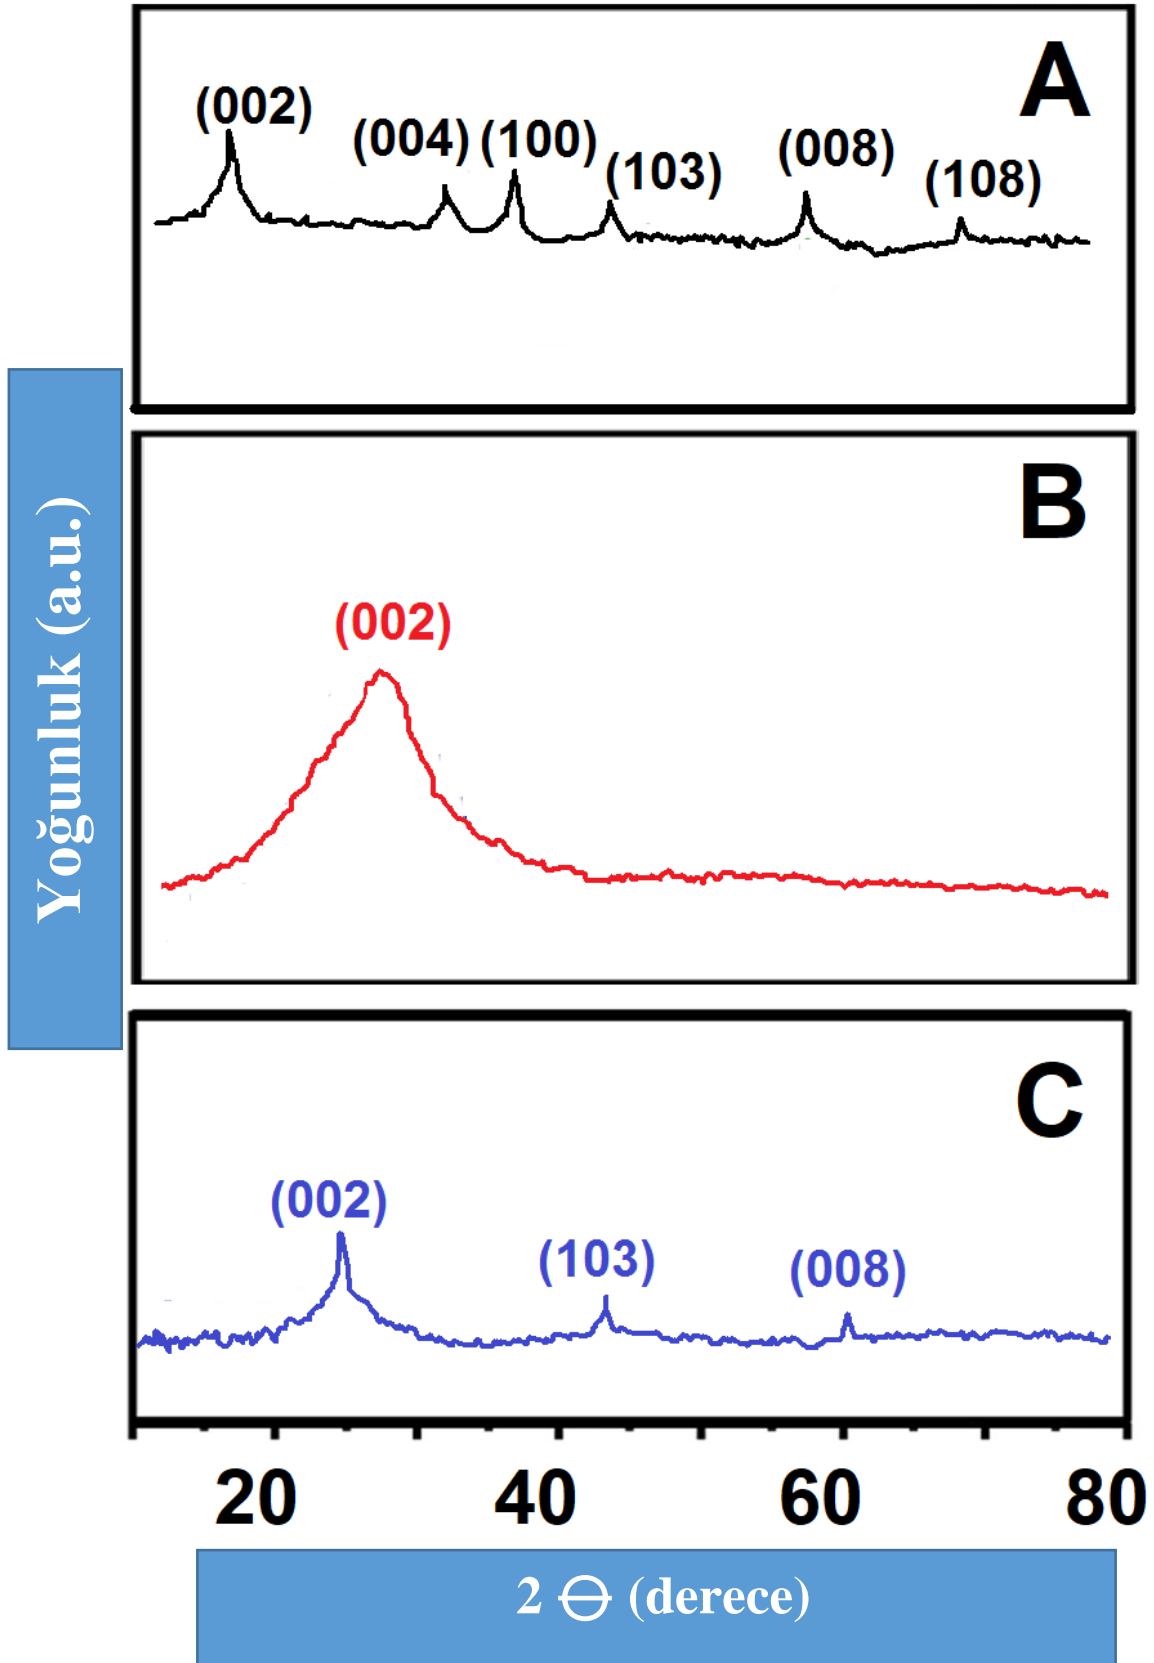 A
(002)
(004) (100) (103) (008) (108)
Yoğunluk (a.u.)
B
(002)
C
(002)
(103) (008)
20 40 60 80
2 ϴ (derece)